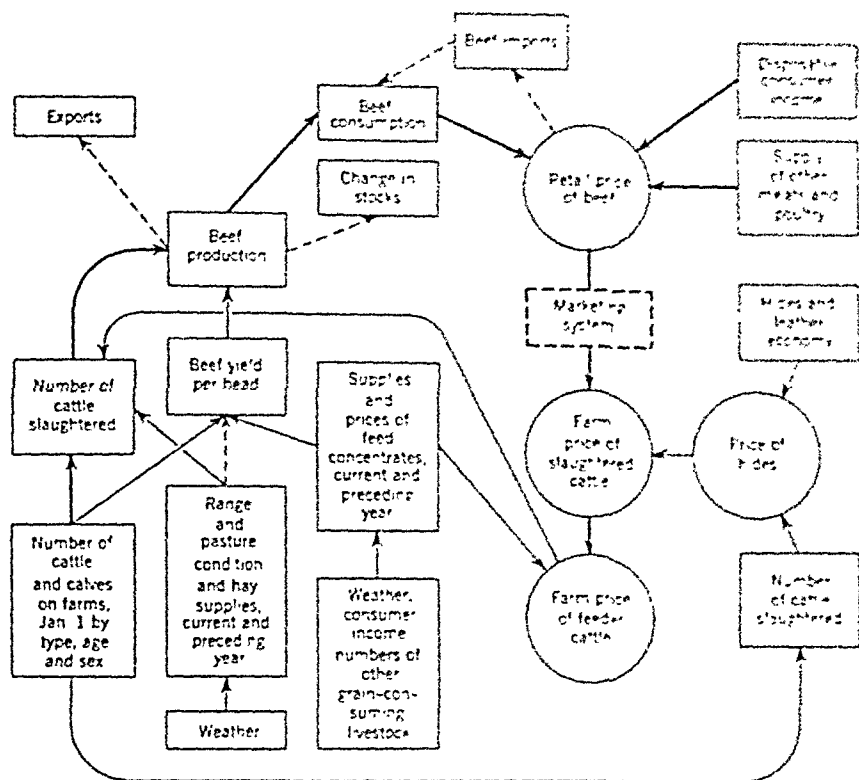 Beef imports
Disposable
consumer
income
Exports
Beef
consumption
Change in
stocks
Retail price
of beef
Supply
of other
meats and
poultry
Beef
production
Marketing
system
Hides and
leather
economy
Number of
cattle
slaughtered
Beef yield
per head
Supplies
and
prices of
feed
concentrates,
current and
preceding
year
Farm
price of
slaughtered
cattle
Price of
hides
Number of
cattle
and calves
on farms,
Jan 1 by
type, age
and sex
Range
and
pasture
condition
and hay
supplies,
current and
preceding
year
Weather,
consumer
income
numbers of
other
grain-con-
suming
livestock
Farm price
of feeder
cattle
Number
of cattle
slaughtered
Weather